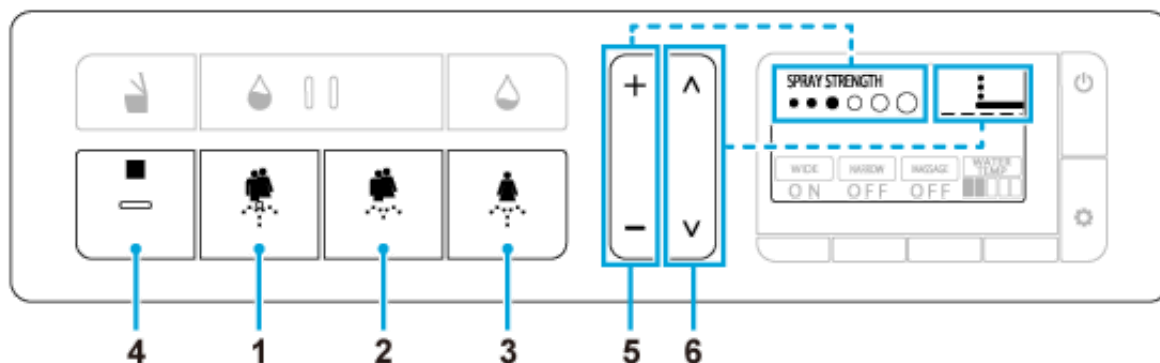 SPRAY STRENGTH
WIDE NARROW MASSAGE WATER TEMP
ON OFF OFF
4 1 2 3 5 6